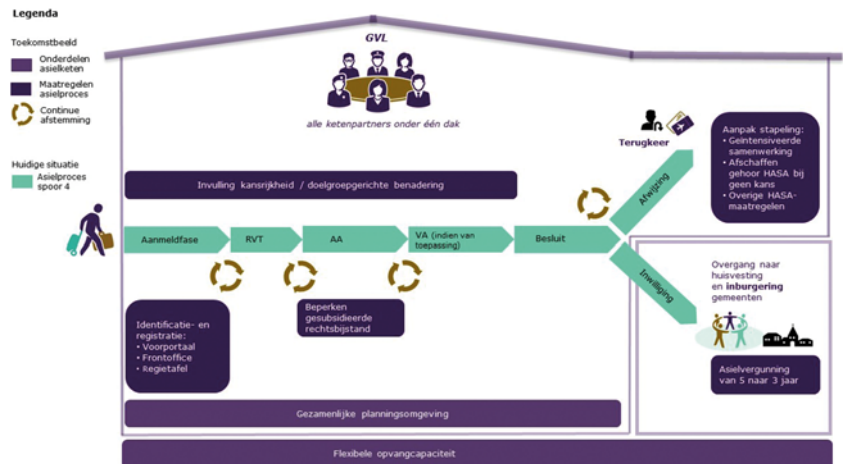 Legenda
Toekomstbeeld
Onderdelen
asielketen
Maatregelen
asielproces
Continue
afstemming
Huidige situatie
Asielproces
spoor 4
GVL
alle ketenpartners onder één dak
Invulling kansrijkheid / doelgroepgerichte benadering
Aanmeldfase
RVT
AA
VA (indien van
toepassing)
Besluit
Identificatie- en
registratie:
• Voorportaal
• Frontoffice
• Regietafel
Beperken
gesubsidieerde
rechtsbijstand
Terugkeer
Afwijzing
Aanpak stapeling:
• Geïntensiveerde
samenwerking
• Afschaffen
gehoor HASA bij
geen kans
• Overige HASA-
maatregelen
Inwilliging
Overgang naar
huisvesting
en inburgering
gemeenten
Asielvergunning
van 5 naar 3 jaar
Gezamenlijke planningsomgeving
Flexibele opvangcapaciteit